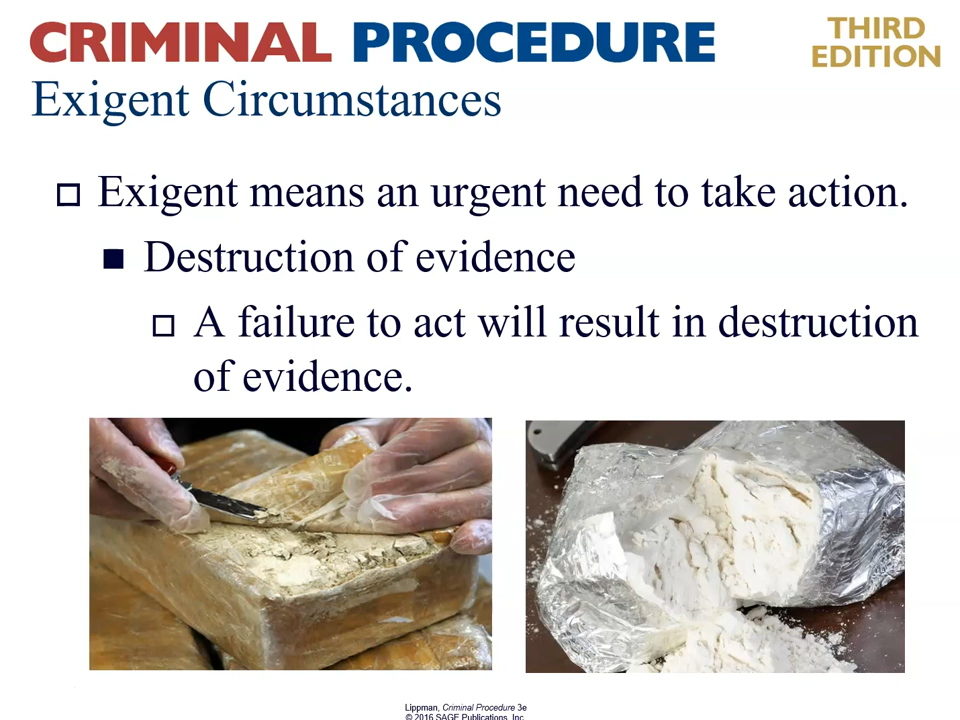 CRIMINAL PROCEDURE
THIRD
EDITION
Exigent Circumstances
Exigent means an urgent need to take action.
Destruction of evidence
A failure to act will result in destruction
of evidence.
Lippman, Criminal Procedure 3e
© 2016 SAGE Publications, Inc.